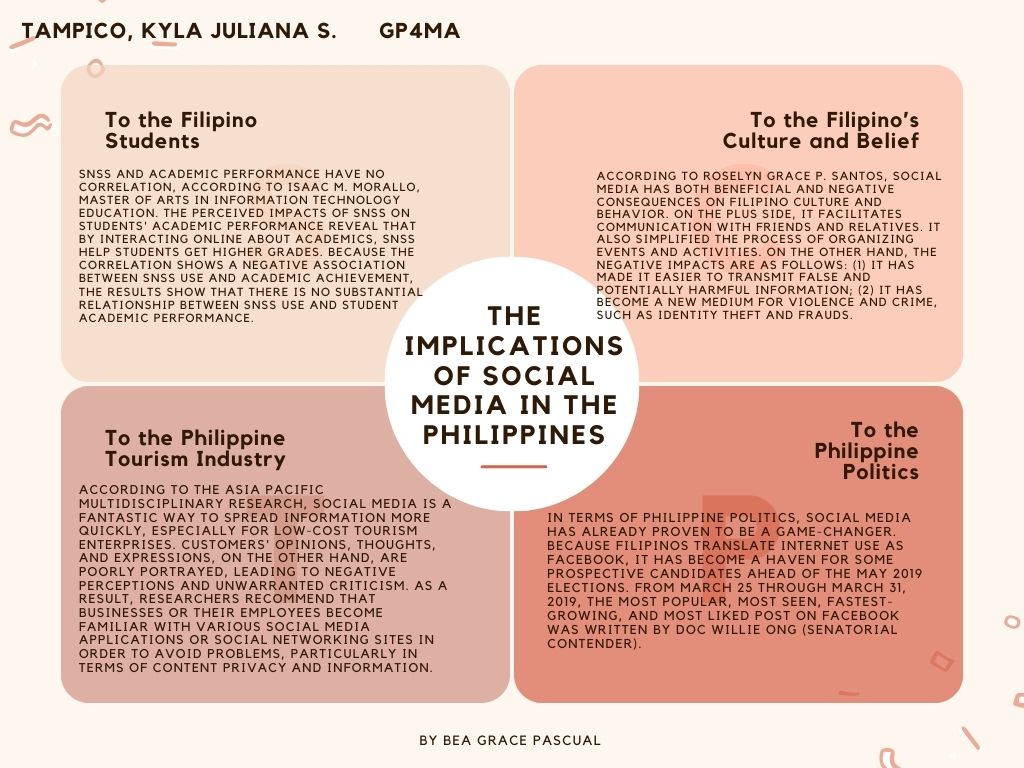 TAMPICO, KYLA JULIANA S. GP4MA
To the Filipino
Students
SNSS AND ACADEMIC PERFORMANCE HAVE NO
CORRELATION, ACCORDING TO ISAAC M. MORALLO,
MASTER OF ARTS IN INFORMATION TECHNOLOGY
EDUCATION. THE PERCEIVED IMPACTS OF SNSS ON
STUDENTS' ACADEMIC PERFORMANCE REVEAL THAT
BY INTERACTING ONLINE ABOUT ACADEMICS, SNSS
HELP STUDENTS GET HIGHER GRADES. BECAUSE THE
CORRELATION SHOWS A NEGATIVE ASSOCIATION
BETWEEN SNSS USE AND ACADEMIC ACHIEVEMENT,
THE RESULTS SHOW THAT THERE IS NO SUBSTANTIAL
RELATIONSHIP BETWEEN SNSS USE AND STUDENT
ACADEMIC PERFORMANCE.
To the Filipino's
Culture and Belief
ACCORDING TO ROSELYN GRACE P. SANTOS, SOCIAL
MEDIA HAS BOTH BENEFICIAL AND NEGATIVE
CONSEQUENCES ON FILIPINO CULTURE AND
BEHAVIOR. ON THE PLUS SIDE, IT FACILITATES
COMMUNICATION WITH FRIENDS AND RELATIVES. IT
ALSO SIMPLIFIED THE PROCESS OF ORGANIZING
EVENTS AND ACTIVITIES. ON THE OTHER HAND, THE
NEGATIVE IMPACTS ARE AS FOLLOWS: (1) IT HAS
MADE IT EASIER TO TRANSMIT FALSE AND
POTENTIALLY HARMFUL INFORMATION; (2) IT HAS
BECOME A NEW MEDIUM FOR VIOLENCE AND CRIME,
SUCH AS IDENTITY THEFT AND FRAUDS.
THE
IMPLICATIONS
OF SOCIAL
MEDIA IN THE
PHILIPPINES
To the Philippine
Tourism Industry
ACCORDING TO THE ASIA PACIFIC
MULTIDISCIPLINARY RESEARCH, SOCIAL MEDIA IS A
FANTASTIC WAY TO SPREAD INFORMATION MORE
QUICKLY, ESPECIALLY FOR LOW-COST TOURISM
ENTERPRISES. CUSTOMERS' OPINIONS, THOUGHTS,
AND EXPRESSIONS, ON THE OTHER HAND, ARE
POORLY PORTRAYED, LEADING TO NEGATIVE
PERCEPTIONS AND UNWARRANTED CRITICISM. AS A
RESULT, RESEARCHERS RECOMMEND THAT
BUSINESSES OR THEIR EMPLOYEES BECOME
FAMILIAR WITH VARIOUS SOCIAL MEDIA
APPLICATIONS OR SOCIAL NETWORKING SITES IN
ORDER TO AVOID PROBLEMS, PARTICULARLY IN
TERMS OF CONTENT PRIVACY AND INFORMATION.
To the
Philippine
Politics
IN TERMS OF PHILIPPINE POLITICS, SOCIAL MEDIA
HAS ALREADY PROVEN TO BE A GAME-CHANGER.
BECAUSE FILIPINOS TRANSLATE INTERNET USE AS
FACEBOOK, IT HAS BECOME A HAVEN FOR SOME
PROSPECTIVE CANDIDATES AHEAD OF THE MAY 2019
ELECTIONS. FROM MARCH 25 THROUGH MARCH 31,
2019, THE MOST POPULAR, MOST SEEN, FASTEST-
GROWING, AND MOST LIKED POST ON FACEBOOK
WAS WRITTEN BY DOC WILLIE ONG (SENATORIAL
CONTENDER).
BY BEA GRACE PASCUAL